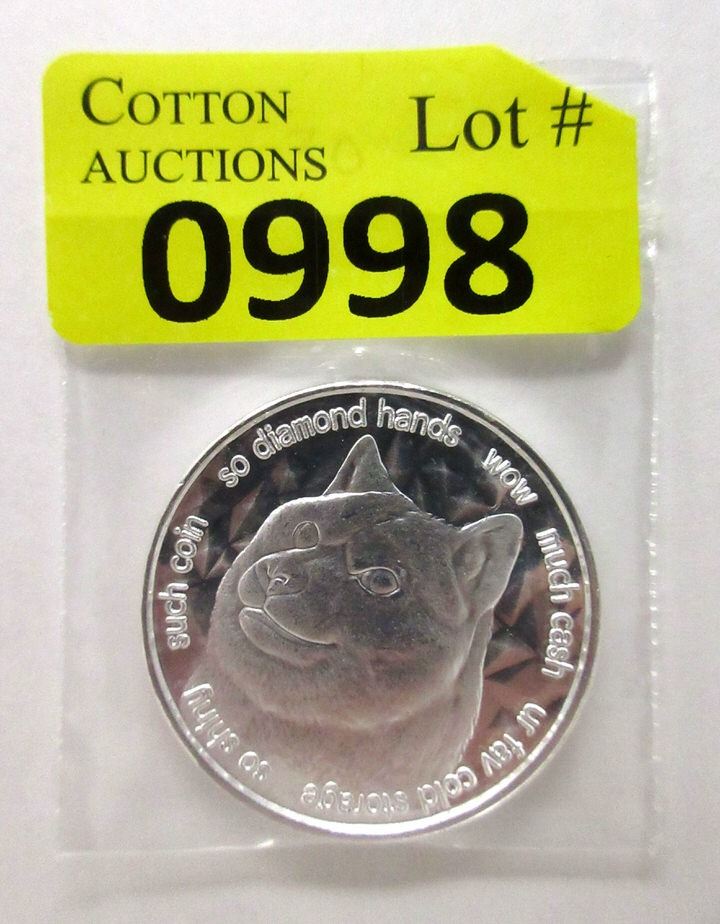 COTTON
AUCTIONS
Lot #
0998
such coin
so diamond hands
wow
much cash
ur fav cold storage
so shiny